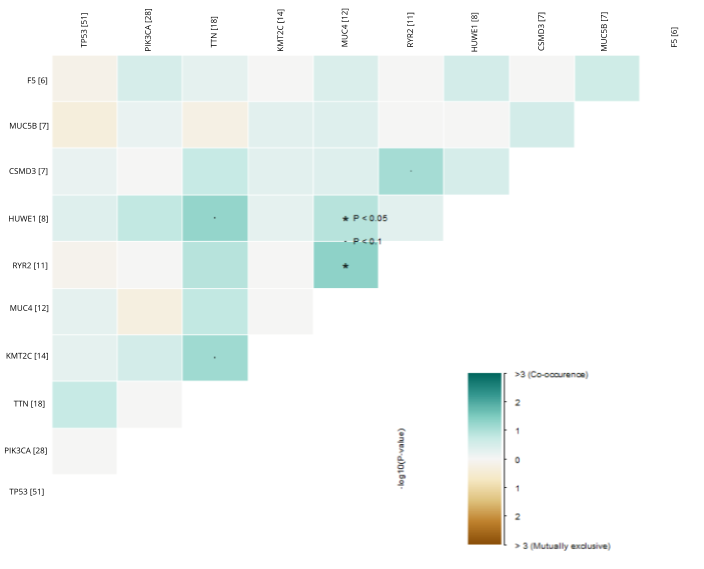 TP53 [51]
PIK3CA [28]
TTN [18]
KMT2C [14]
MUC4 [12]
RYR2 [11]
HUWE1 [8]
CSMD3 [7]
MUC5B [7]
F5 [6]
F5 [6]
MUC5B [7]
CSMD3 [7]
HUWE1 [8]
* P < 0.05
· P < 0.1
RYR2 [11]
*
MUC4 [12]
KMT2C [14]
TTN [18]
PIK3CA [28]
TP53 [51]
-log10(P-value)
>3 (Co-occurence)
2
1
0
1
2
> 3 (Mutually exclusive)